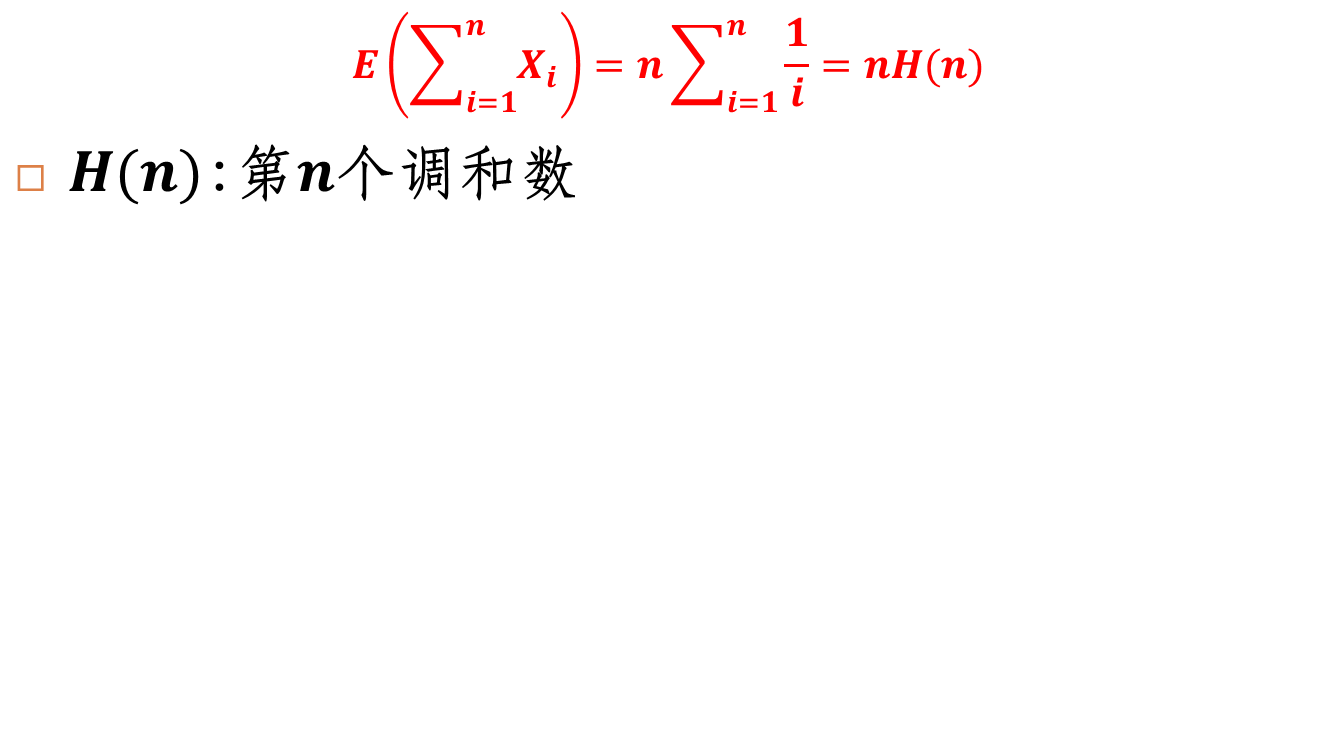 E(∑_{i=1}^{n} X_i) = n ∑_{i=1}^{n} 1/i = nH(n)
H(n):第n个调和数